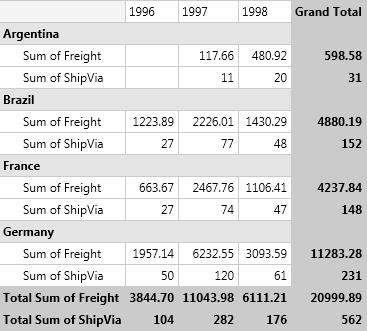 1996 1997 1998 Grand Total
Argentina
Sum of Freight 117.66 480.92 598.58
Sum of ShipVia 11 20 31
Brazil
Sum of Freight 1223.89 2226.01 1430.29 4880.19
Sum of ShipVia 27 77 48 152
France
Sum of Freight 663.67 2467.76 1106.41 4237.84
Sum of ShipVia 27 74 47 148
Germany
Sum of Freight 1957.14 6232.55 3093.59 11283.28
Sum of ShipVia 50 120 61 231
Total Sum of Freight 3844.70 11043.98 6111.21 20999.89
Total Sum of ShipVia 104 282 176 562